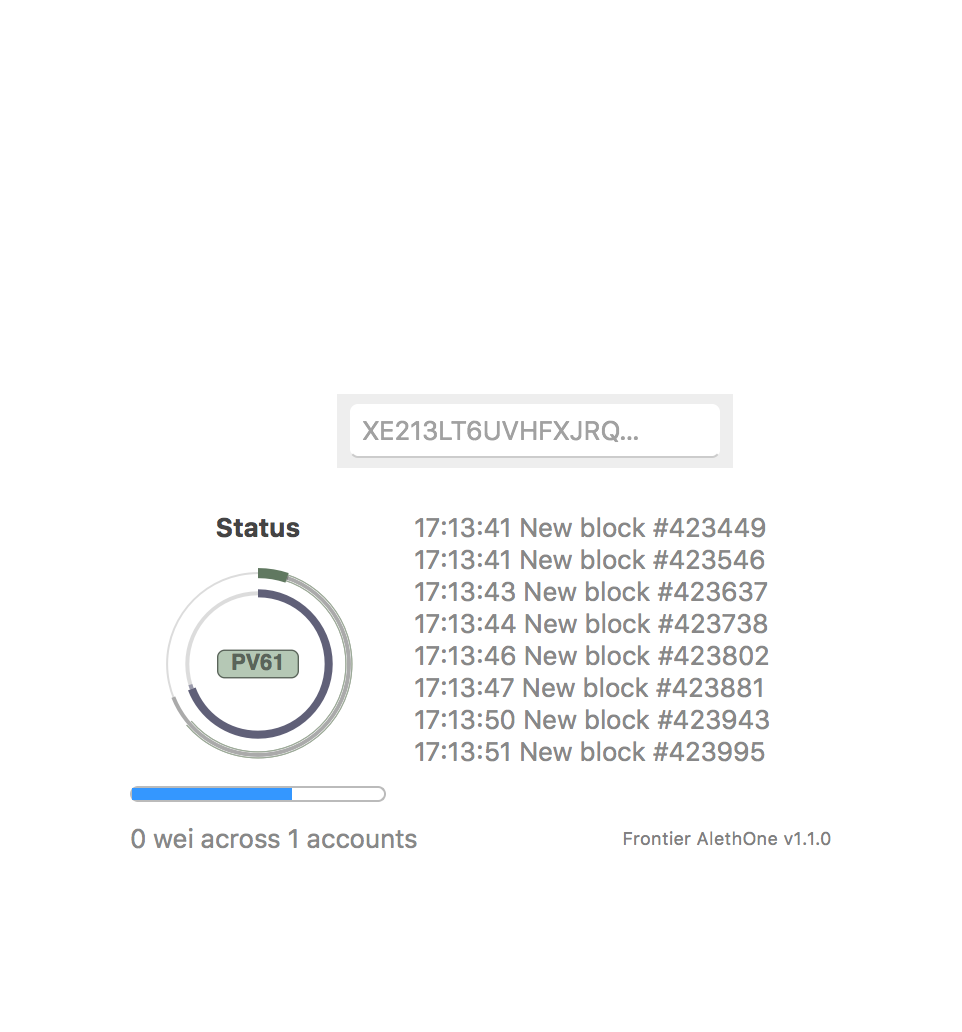 XE213LT6UVHFXJRQ...
Status
17:13:41 New block #423449
17:13:41 New block #423546
17:13:43 New block #423637
17:13:44 New block #423738
17:13:46 New block #423802
17:13:47 New block #423881
17:13:50 New block #423943
17:13:51 New block #423995
PV61
0 wei across 1 accounts
Frontier AlethOne v1.1.0